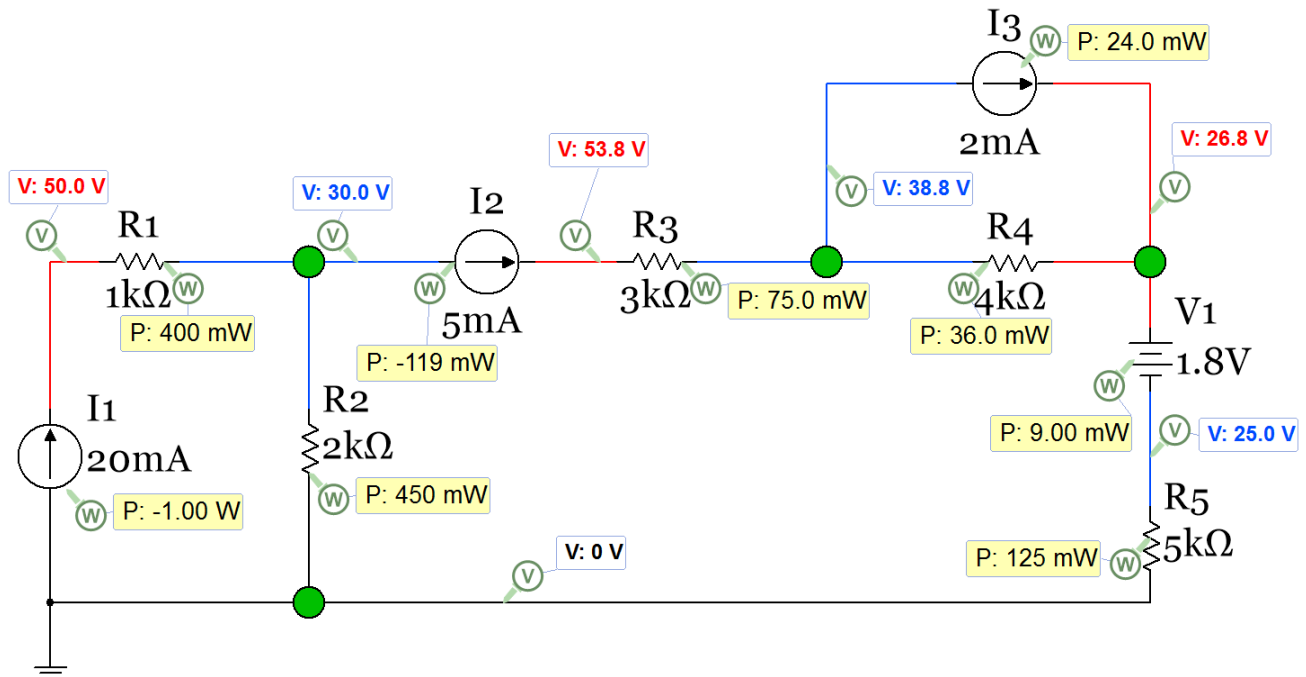 I3
W
P: 24.0 mW
2mA
V: 53.8 V
V: 26.8 V
V: 50.0 V
V: 30.0 V
V
V: 38.8 V
V
I2
V
R1
V
V
R3
R4
1kΩ
W
W
5mA
3kΩ
W
P: 75.0 mW
W
4kΩ
P: 400 mW
P: -119 mW
P: 36.0 mW
V1
1.8V
W
R2
2kΩ
I1
20mA
P: 9.00 mW
V
V: 25.0 V
W
P: -1.00 W
W
P: 450 mW
R5
5kΩ
V: 0 V
V
P: 125 mW
W